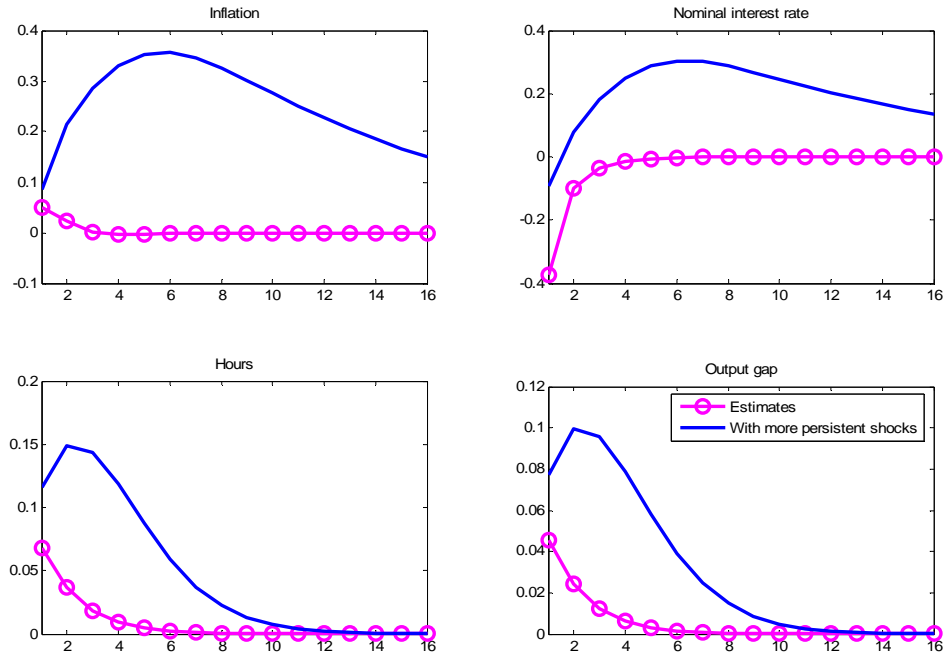 Inflation
Nominal interest rate
0.4
0.3
0.2
0.1
0
-0.1
2 4 6 8 10 12 14 16
0.4
0.2
0
-0.2
-0.4
2 4 6 8 10 12 14 16
Hours
Output gap
0.2
0.15
0.1
0.05
0
2 4 6 8 10 12 14 16
0.12
0.1
0.08
0.06
0.04
0.02
0
2 4 6 8 10 12 14 16
Estimates
With more persistent shocks